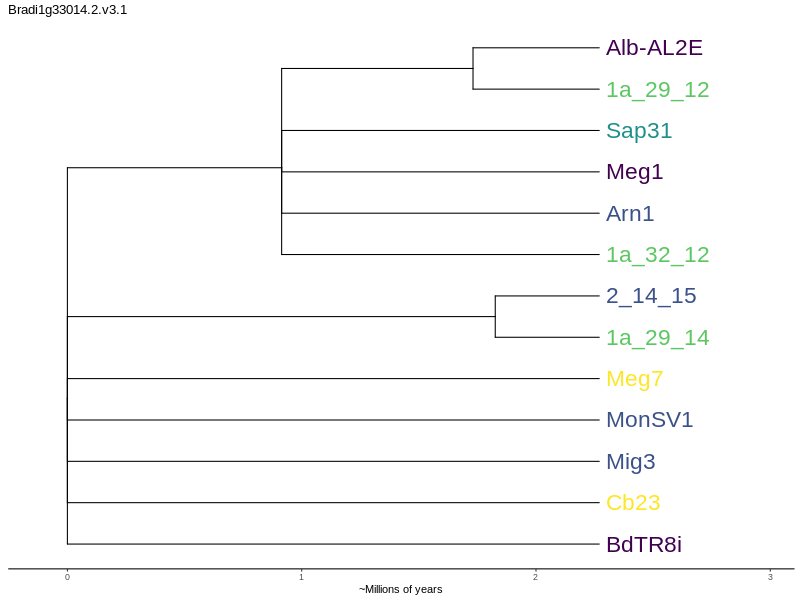 Bradi1g33014.2.v3.1
Alb-AL2E
1a_29_12
Sap31
Meg1
Arn1
1a_32_12
2_14_15
1a_29_14
Meg7
MonSV1
Mig3
Cb23
BdTR8i
0 1 2 3
~Millions of years